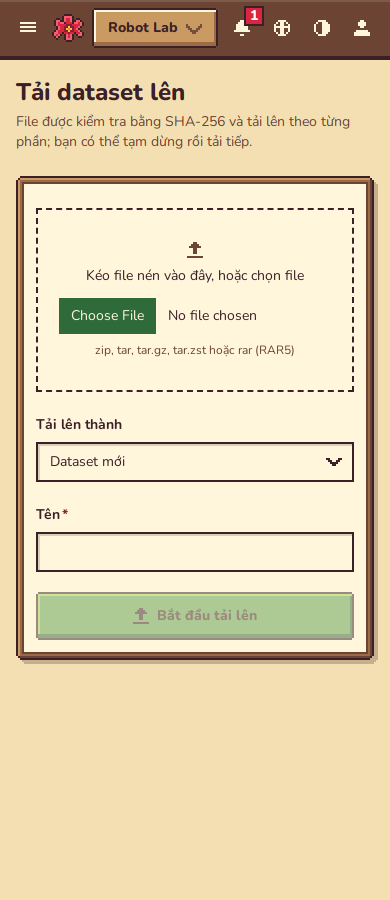 Robot Lab
1
Tải dataset lên
File được kiểm tra bằng SHA-256 và tải lên theo từng
phần; bạn có thể tạm dừng rồi tải tiếp.
Kéo file nén vào đây, hoặc chọn file
Choose File No file chosen
zip, tar, tar.gz, tar.zst hoặc rar (RAR5)
Tải lên thành
Dataset mới
Tên*
Bắt đầu tải lên